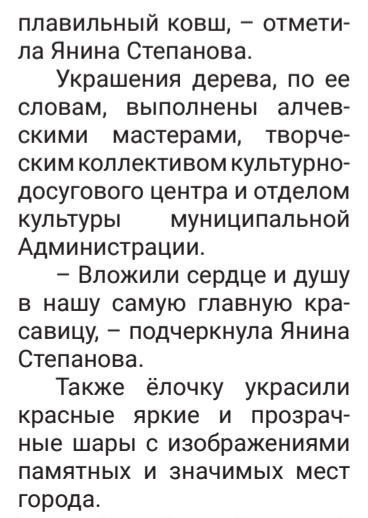 плавильный ковш, – отмети-
ла Янина Степанова.
Украшения дерева, по ее
словам, выполнены алчев-
скими мастерами, творче-
ским коллективом культурно-
досугового центра и отделом
культуры муниципальной
Администрации.
– Вложили сердце и душу
в нашу самую главную кра-
савицу, – подчеркнула Янина
Степанова.
Также ёлочку украсили
красные яркие и прозрач-
ные шары с изображениями
памятных и значимых мест
города.